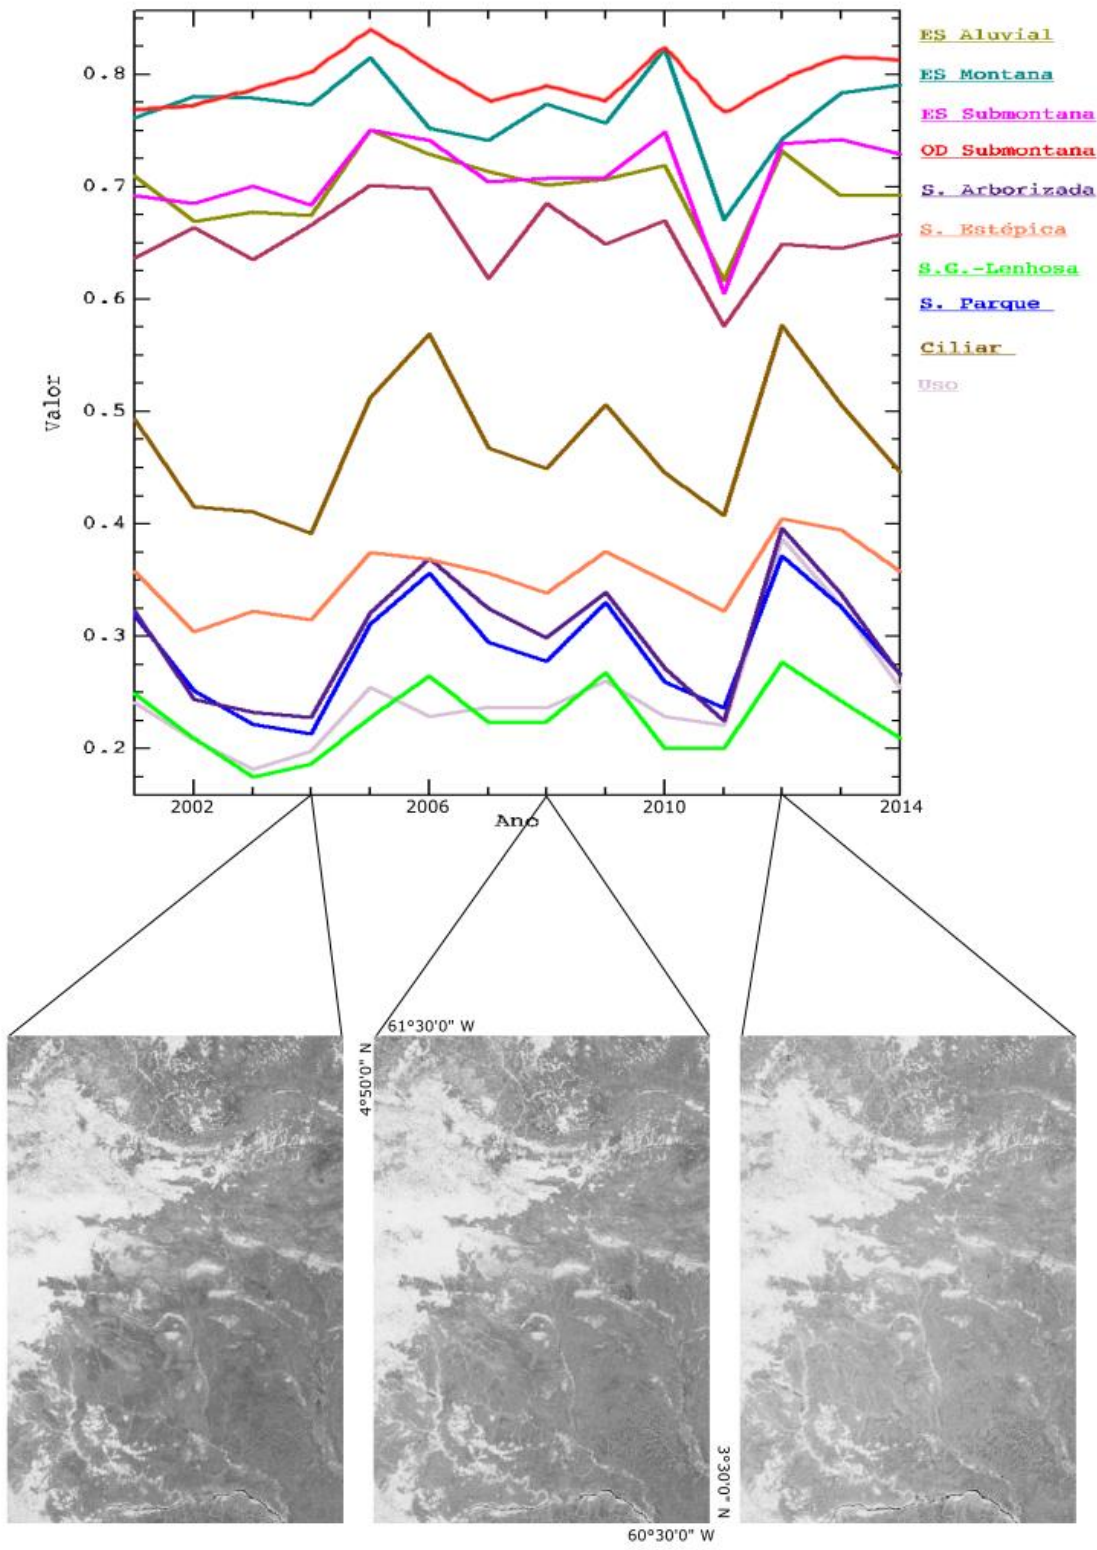 ES Aluvial
ES Montana
ES Submontana
OD Submontana
S. Arborizada
S. Estépica
S.G.-Lenhosa
S. Parque
Ciliar
Uso
Valor
0.8
0.7
0.6
0.5
0.4
0.3
0.2
2002
2006
2010
2014
Ano
61°30'0" W
4°50'0" N
3°30'0" N
60°30'0" W